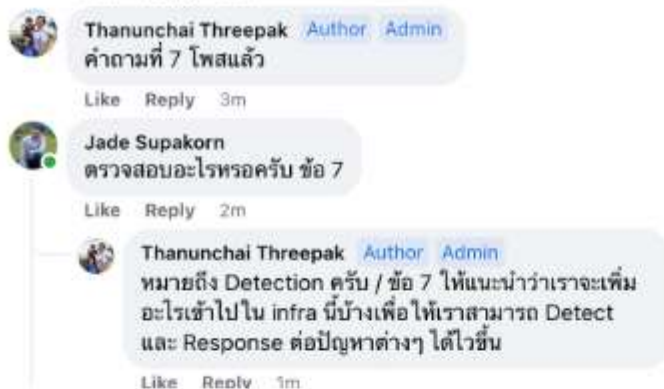 Thanunchai Threepak Author Admin
คำถามที่ 7 โพสแล้ว
Like Reply 3m
Jade Supakorn
ตรวจสอบอะไรหรอครับ ข้อ 7
Like Reply 2m
Thanunchai Threepak Author Admin
หมายถึง Detection ครับ / ข้อ 7 ให้แนะนำว่าเราจะเพิ่ม
อะไรเข้าไปใน infra นี้บ้างเพื่อให้เราสามารถ Detect
และ Response ต่อปัญหาต่างๆ ได้ไวขึ้น
Like Reply 1m